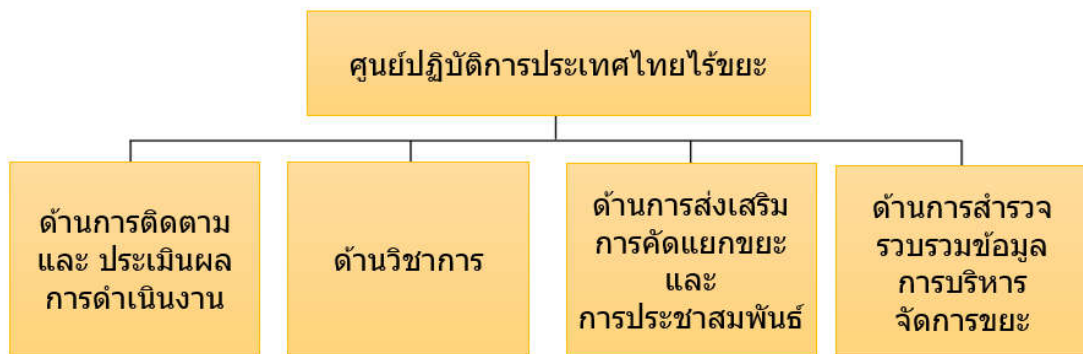 ศูนย์ปฏิบัติการประเทศไทยไร้ขยะ
ด้านการติดตาม
และ ประเมินผล
การดำเนินงาน
ด้านวิชาการ
ด้านการส่งเสริม
การคัดแยกขยะ
และ
การประชาสมพันธ์
ด้านการสำรวจ
รวบรวมข้อมูล
การบริหาร
จัดการขยะ